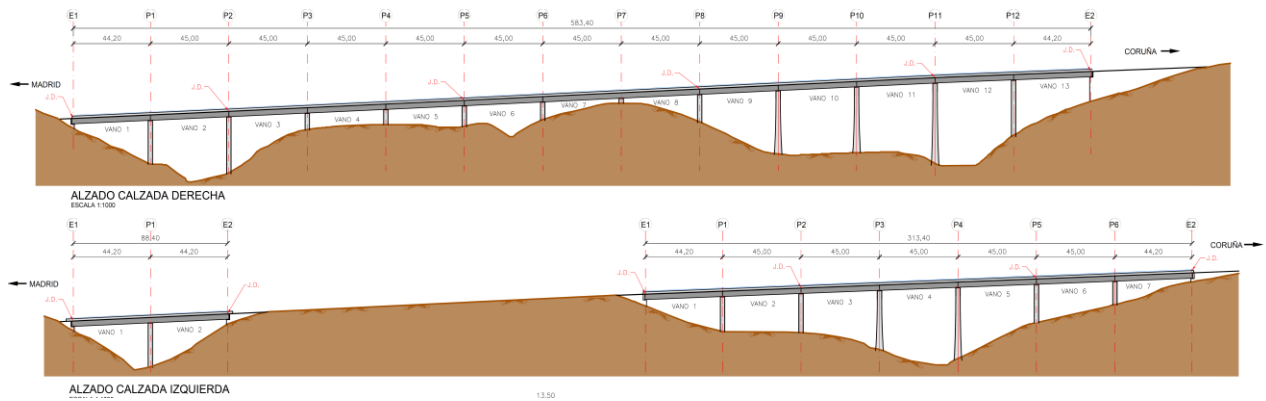 E1 P1 P2 P3 P4 P5 P6 P7 P8 P9 P10 P11 P12 E2
583,40
44,20 45,00 45,00 45,00 45,00 45,00 45,00 45,00 45,00 45,00 45,00 45,00 44,20
CORUÑA
MADRID
J.D. J.D. J.D. J.D. J.D. J.D.
VANO 1 VANO 2 VANO 3 VANO 4 VANO 5 VANO 6 VANO 7 VANO 8 VANO 9 VANO 10 VANO 11 VANO 12 VANO 13
ALZADO CALZADA DERECHA
ESCALA 1:1000
E1 P1 E2 E1 P1 P2 P3 P4 P5 P6 E2
88,40 313,40
44,20 44,20 44,20 45,00 45,00 45,00 45,00 45,00 44,20
CORUÑA
MADRID
J.D. J.D. J.D. J.D. J.D. J.D.
VANO 1 VANO 2 VANO 1 VANO 2 VANO 3 VANO 4 VANO 5 VANO 6 VANO 7
ALZADO CALZADA IZQUIERDA
13.50